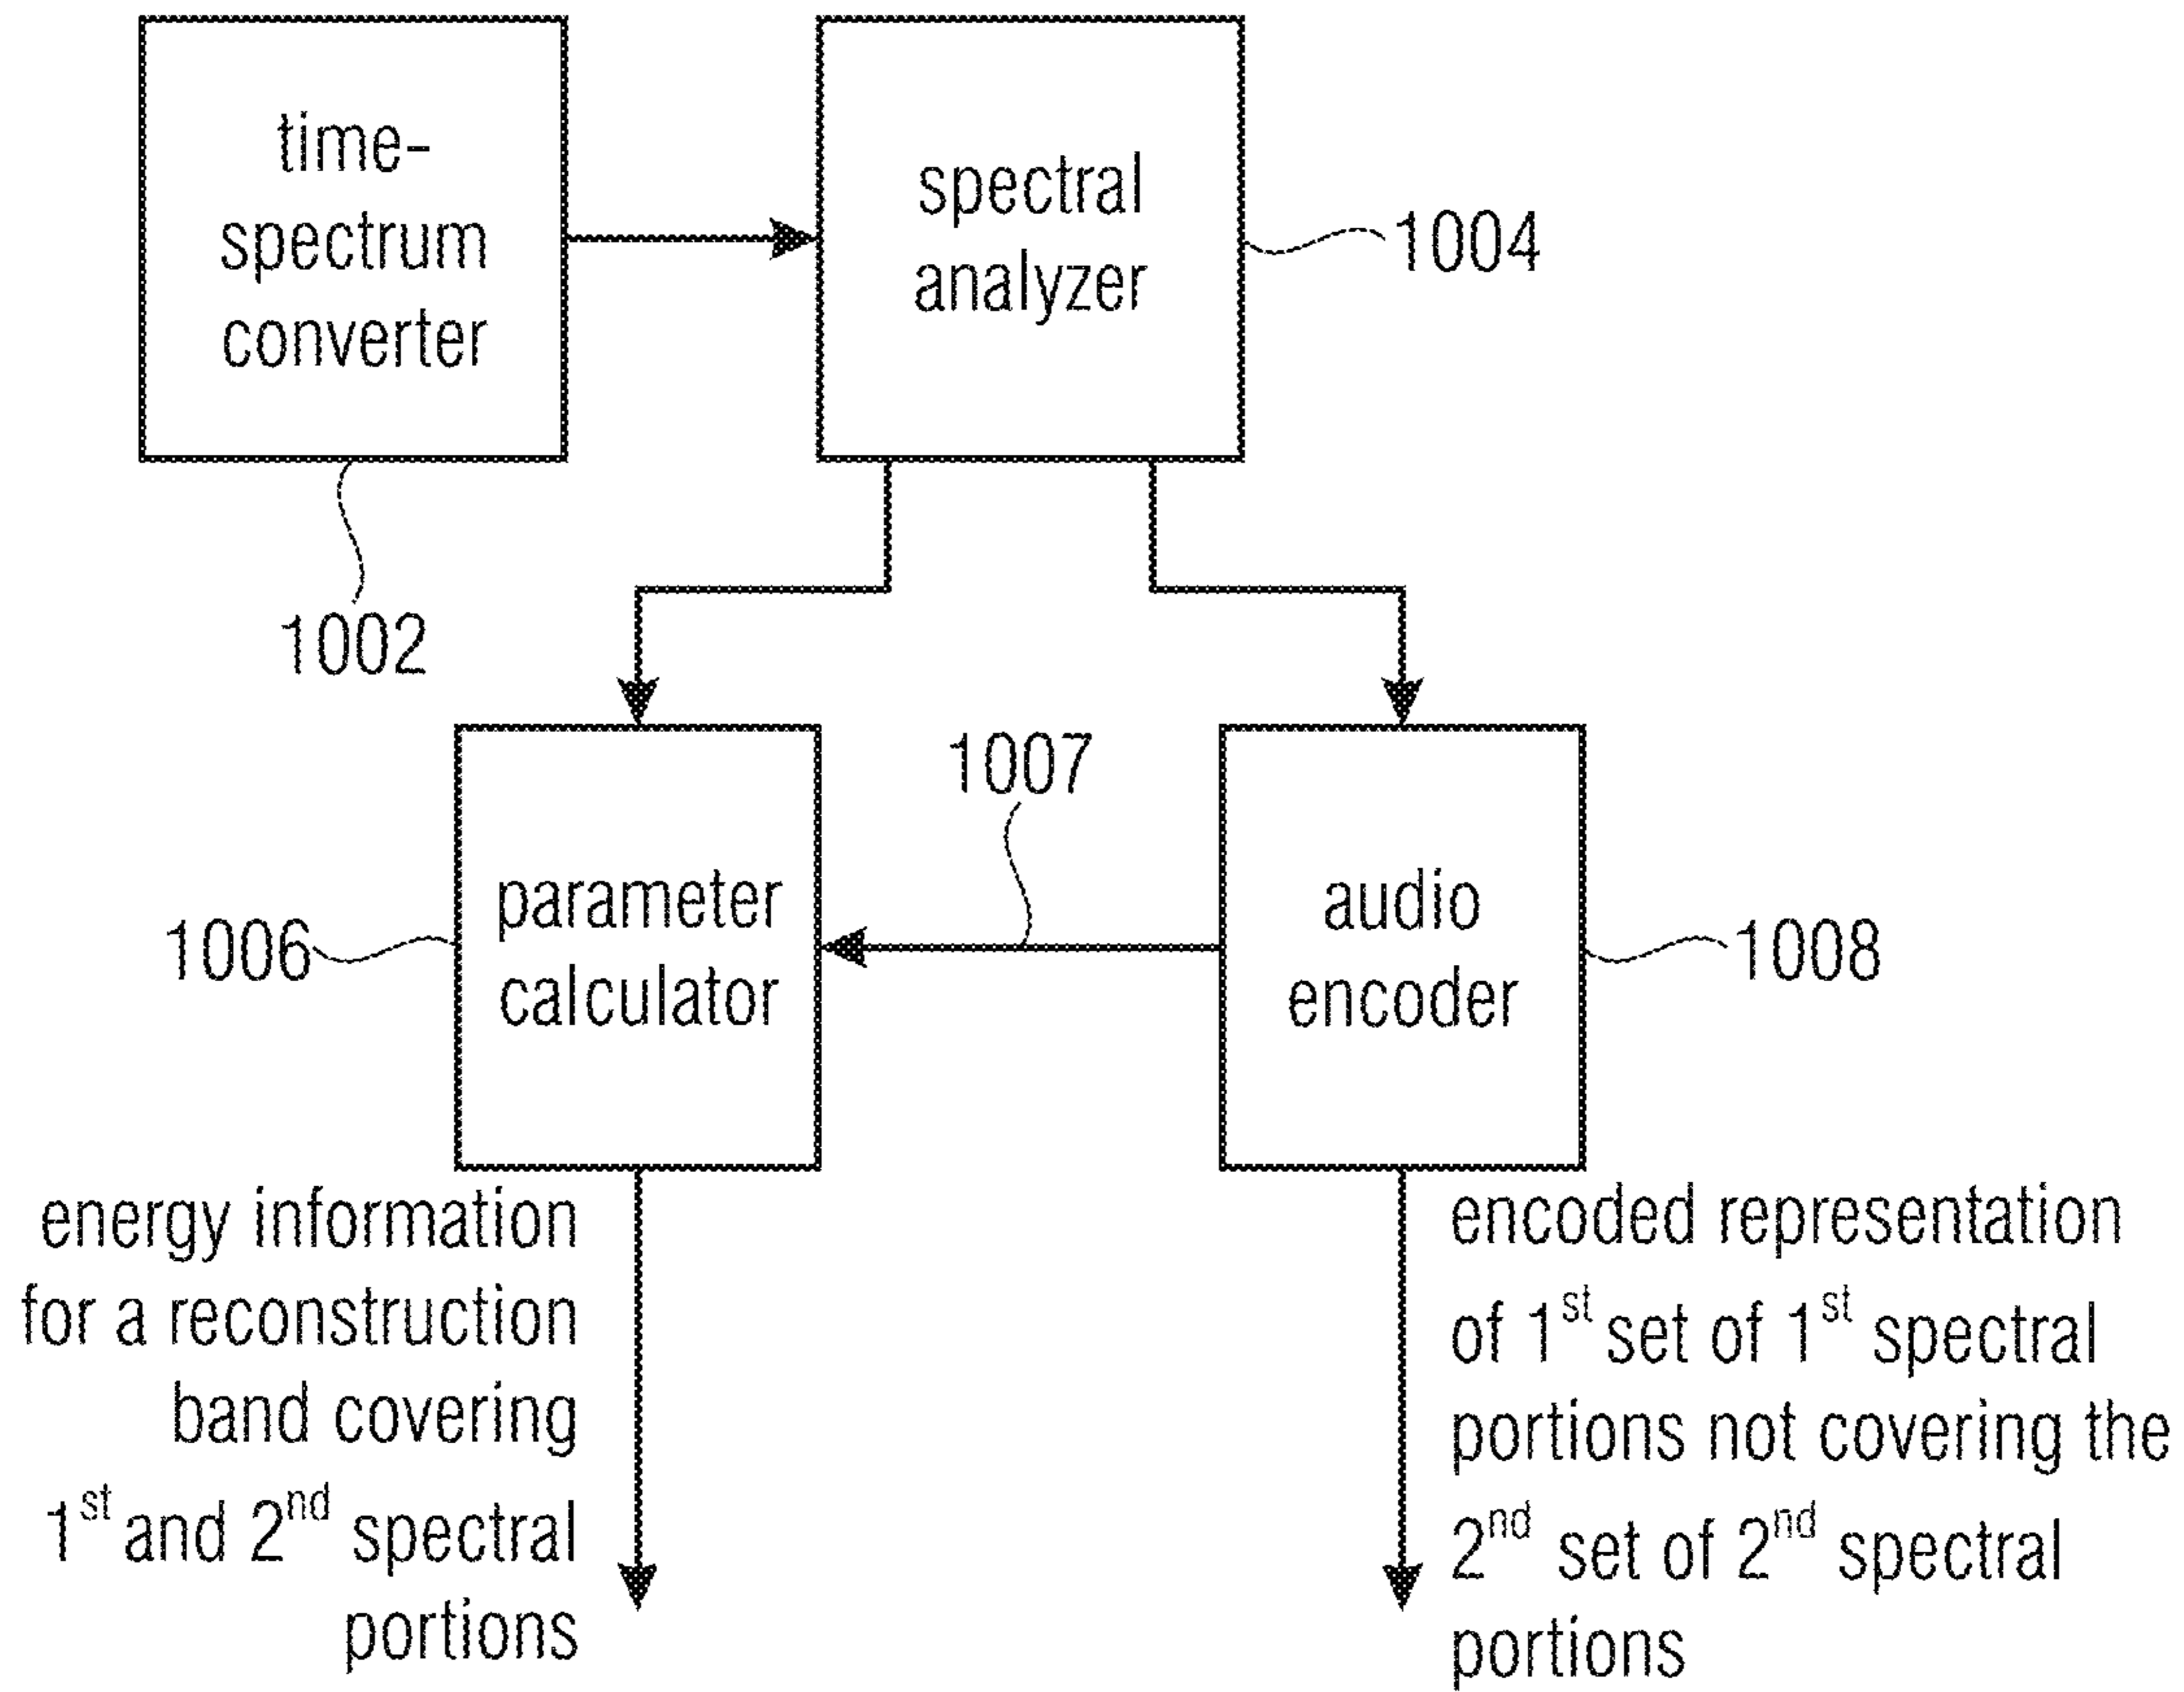 time-
spectrum
converter
spectral
analyzer
1004
1002
1007
parameter
calculator
audio
encoder
1006
1008
energy information
for a reconstruction
band covering
1st and 2nd spectral
portions
encoded representation
of 1st set of 1st spectral
portions not covering the
2nd set of 2nd spectral
portions